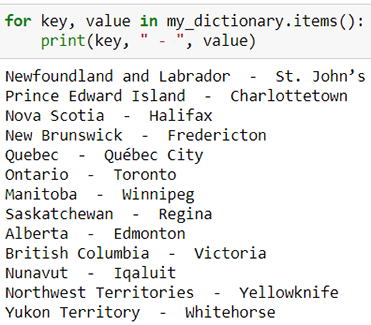 for key, value in my_dictionary.items():
    print(key, " - ", value)
Newfoundland and Labrador  -  St. John’s
Prince Edward Island  -  Charlottetown
Nova Scotia  -  Halifax
New Brunswick  -  Fredericton
Quebec  -  Québec City
Ontario  -  Toronto
Manitoba  -  Winnipeg
Saskatchewan  -  Regina
Alberta  -  Edmonton
British Columbia  -  Victoria
Nunavut  -  Iqaluit
Northwest Territories  -  Yellowknife
Yukon Territory  -  Whitehorse